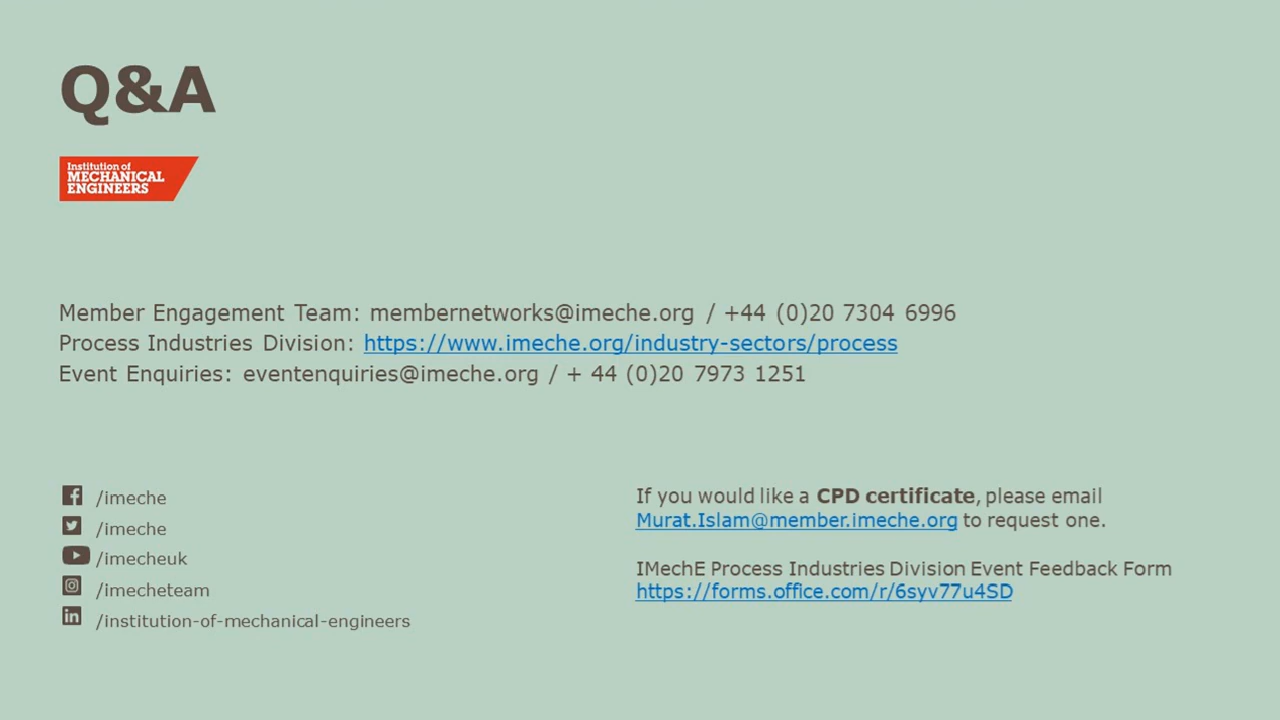 Q&A
Institution of
MECHANICAL
ENGINEERS
Member Engagement Team: membernetworks@imeche.org / +44 (0)20 7304 6996
Process Industries Division: https://www.imeche.org/industry-sectors/process
Event Enquiries: eventenquiries@imeche.org / + 44 (0)20 7973 1251
/imeche
/imeche
/imecheuk
/imecheteam
/institution-of-mechanical-engineers
If you would like a CPD certificate, please email
Murat.Islam@member.imeche.org to request one.
IMechE Process Industries Division Event Feedback Form
https://forms.office.com/r/6syv77u4SD